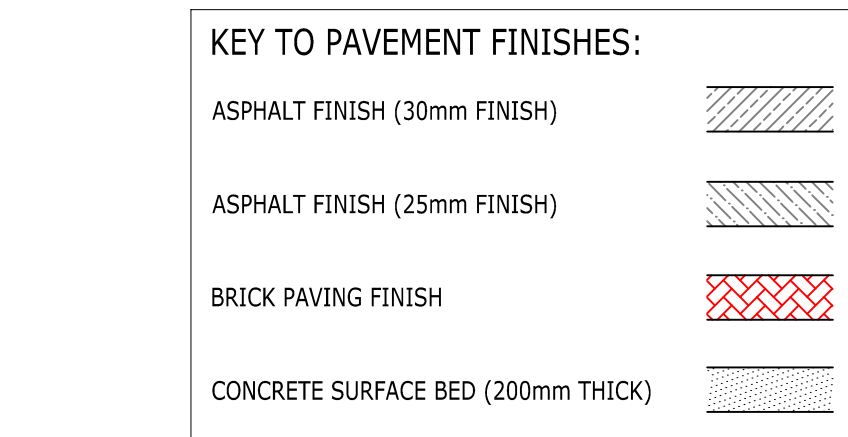 KEY TO PAVEMENT FINISHES:
ASPHALT FINISH (30mm FINISH)
ASPHALT FINISH (25mm FINISH)
BRICK PAVING FINISH
CONCRETE SURFACE BED (200mm THICK)